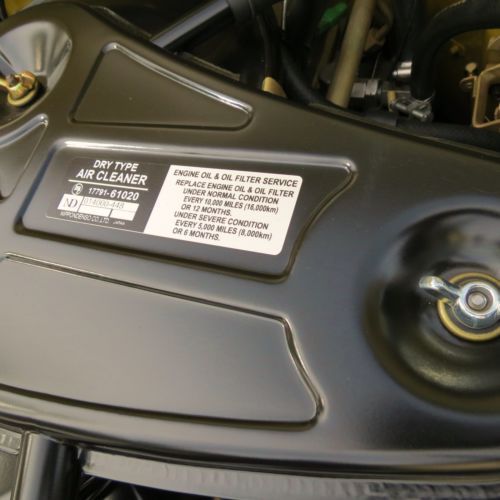 DRY TYPE
AIR CLEANER
17791-61020
ND
NIPPONDENSO CO., LTD.
ENGINE OIL & OIL FILTER SERVICE
REPLACE ENGINE OIL & OIL FILTER
UNDER NORMAL CONDITION
EVERY 10,000 MILES (16,000km)
OR 12 MONTHS.
UNDER SEVERE CONDITION
EVERY 5,000 MILES (8,000km)
OR 6 MONTHS.